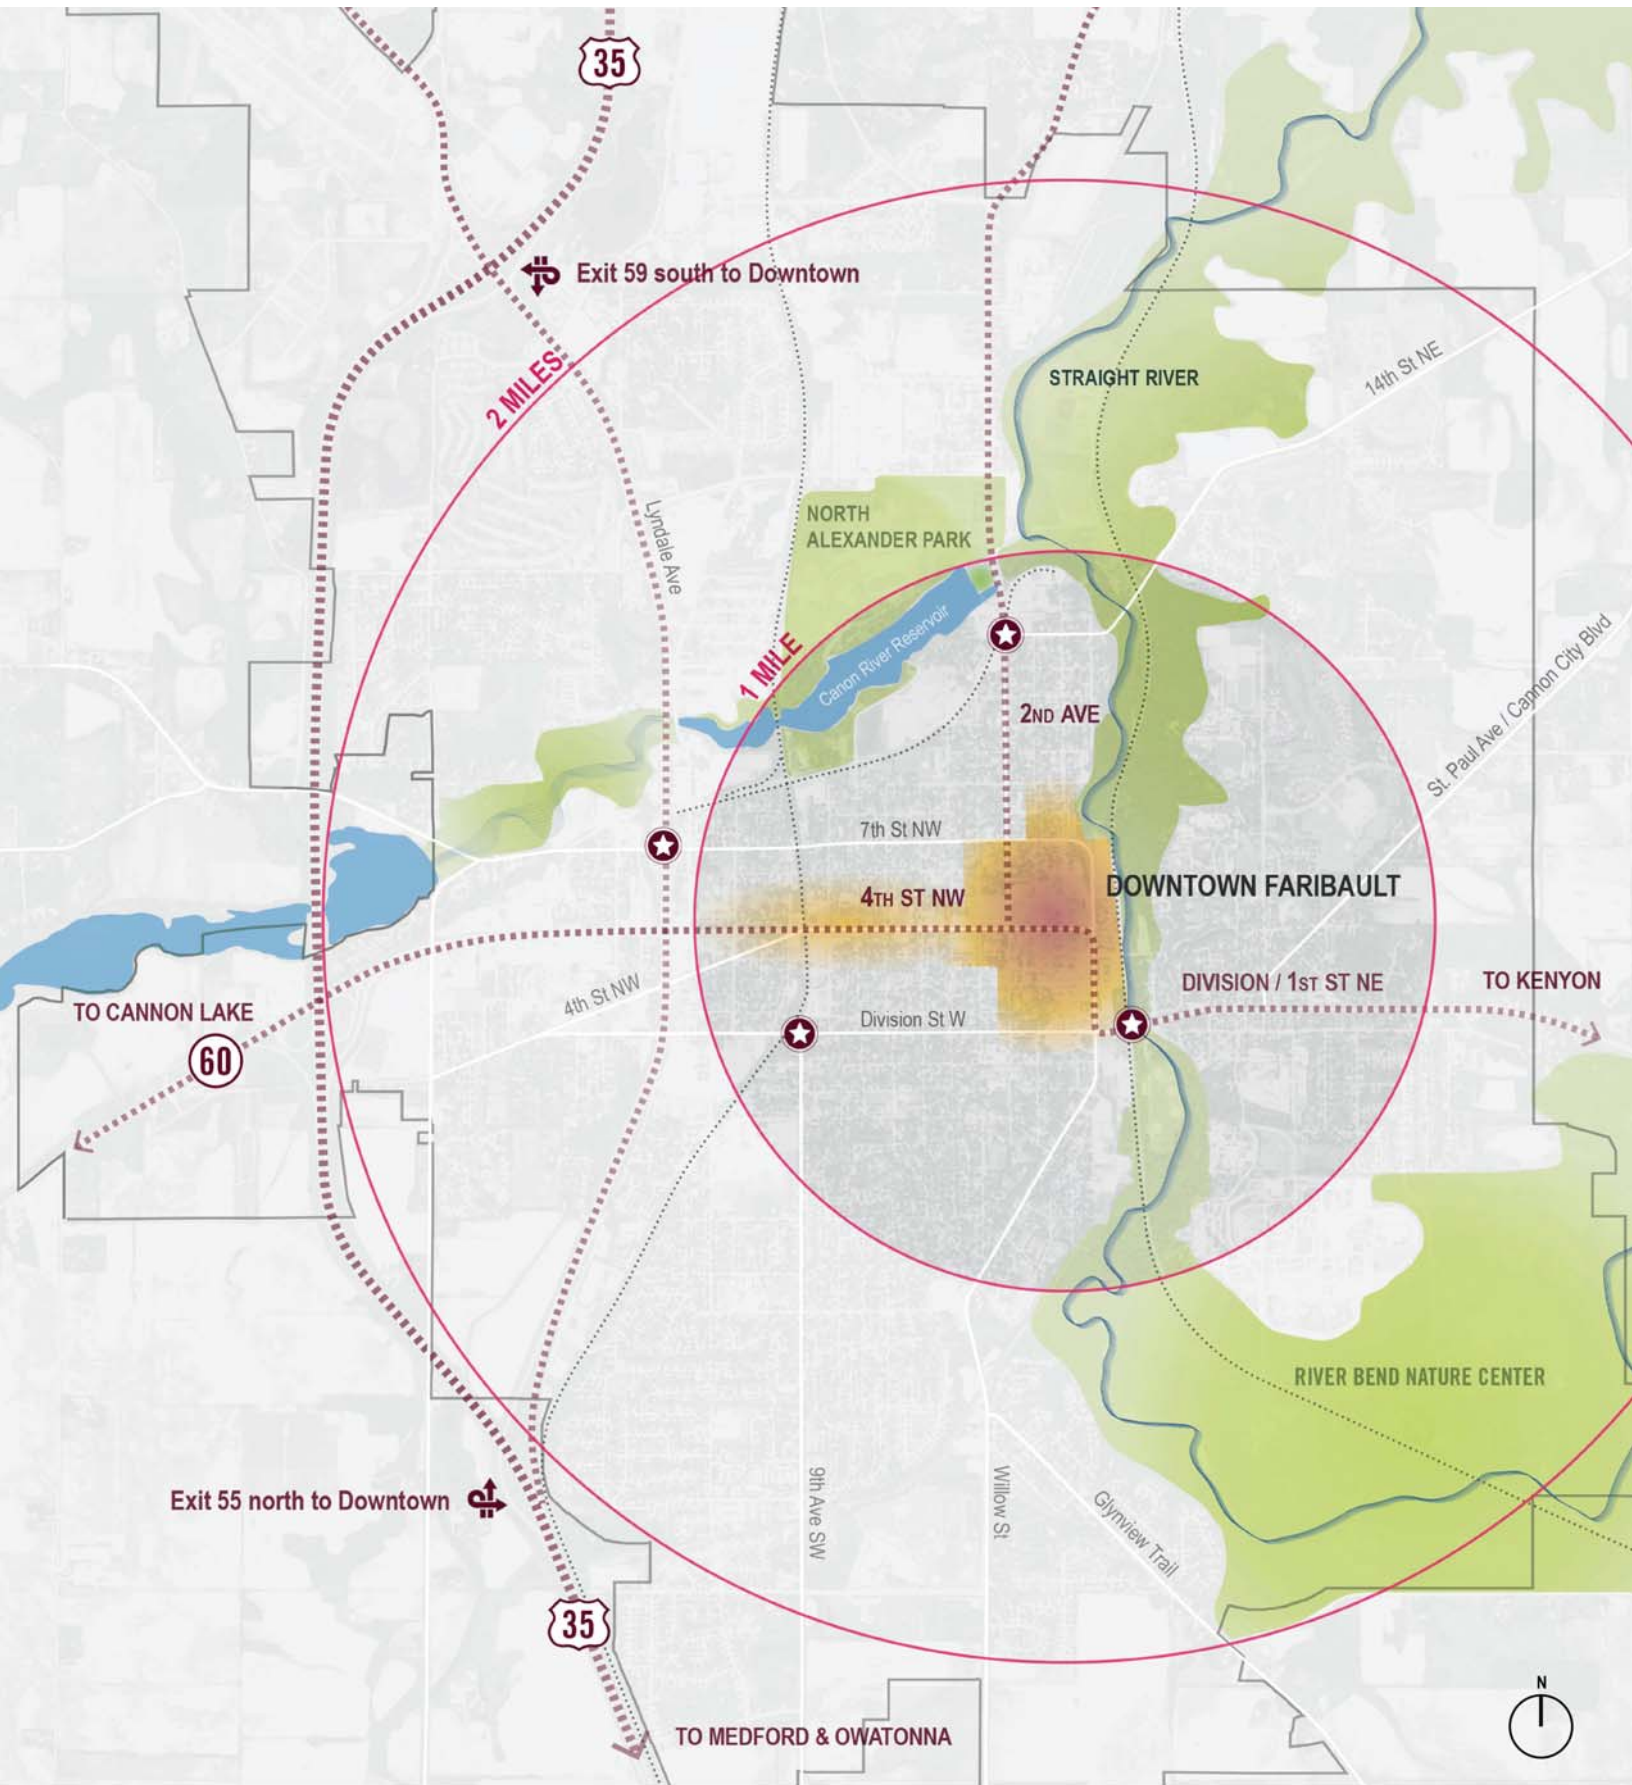 35
Exit 59 south to Downtown
2 MILES
STRAIGHT RIVER
14th St NE
Lyndale Ave
NORTH
ALEXANDER PARK
Canon River Reservoir
1 MILE
St. Paul Ave / Cannon City Blvd
2ND AVE
7th St NW
4TH ST NW
DOWNTOWN FARIBAULT
DIVISION / 1ST ST NE
TO KENYON
4th St NW
TO CANNON LAKE
60
Division St W
RIVER BEND NATURE CENTER
Exit 55 north to Downtown
9th Ave SW
Willow St
Glynview Trail
35
TO MEDFORD & OWATONNA
N